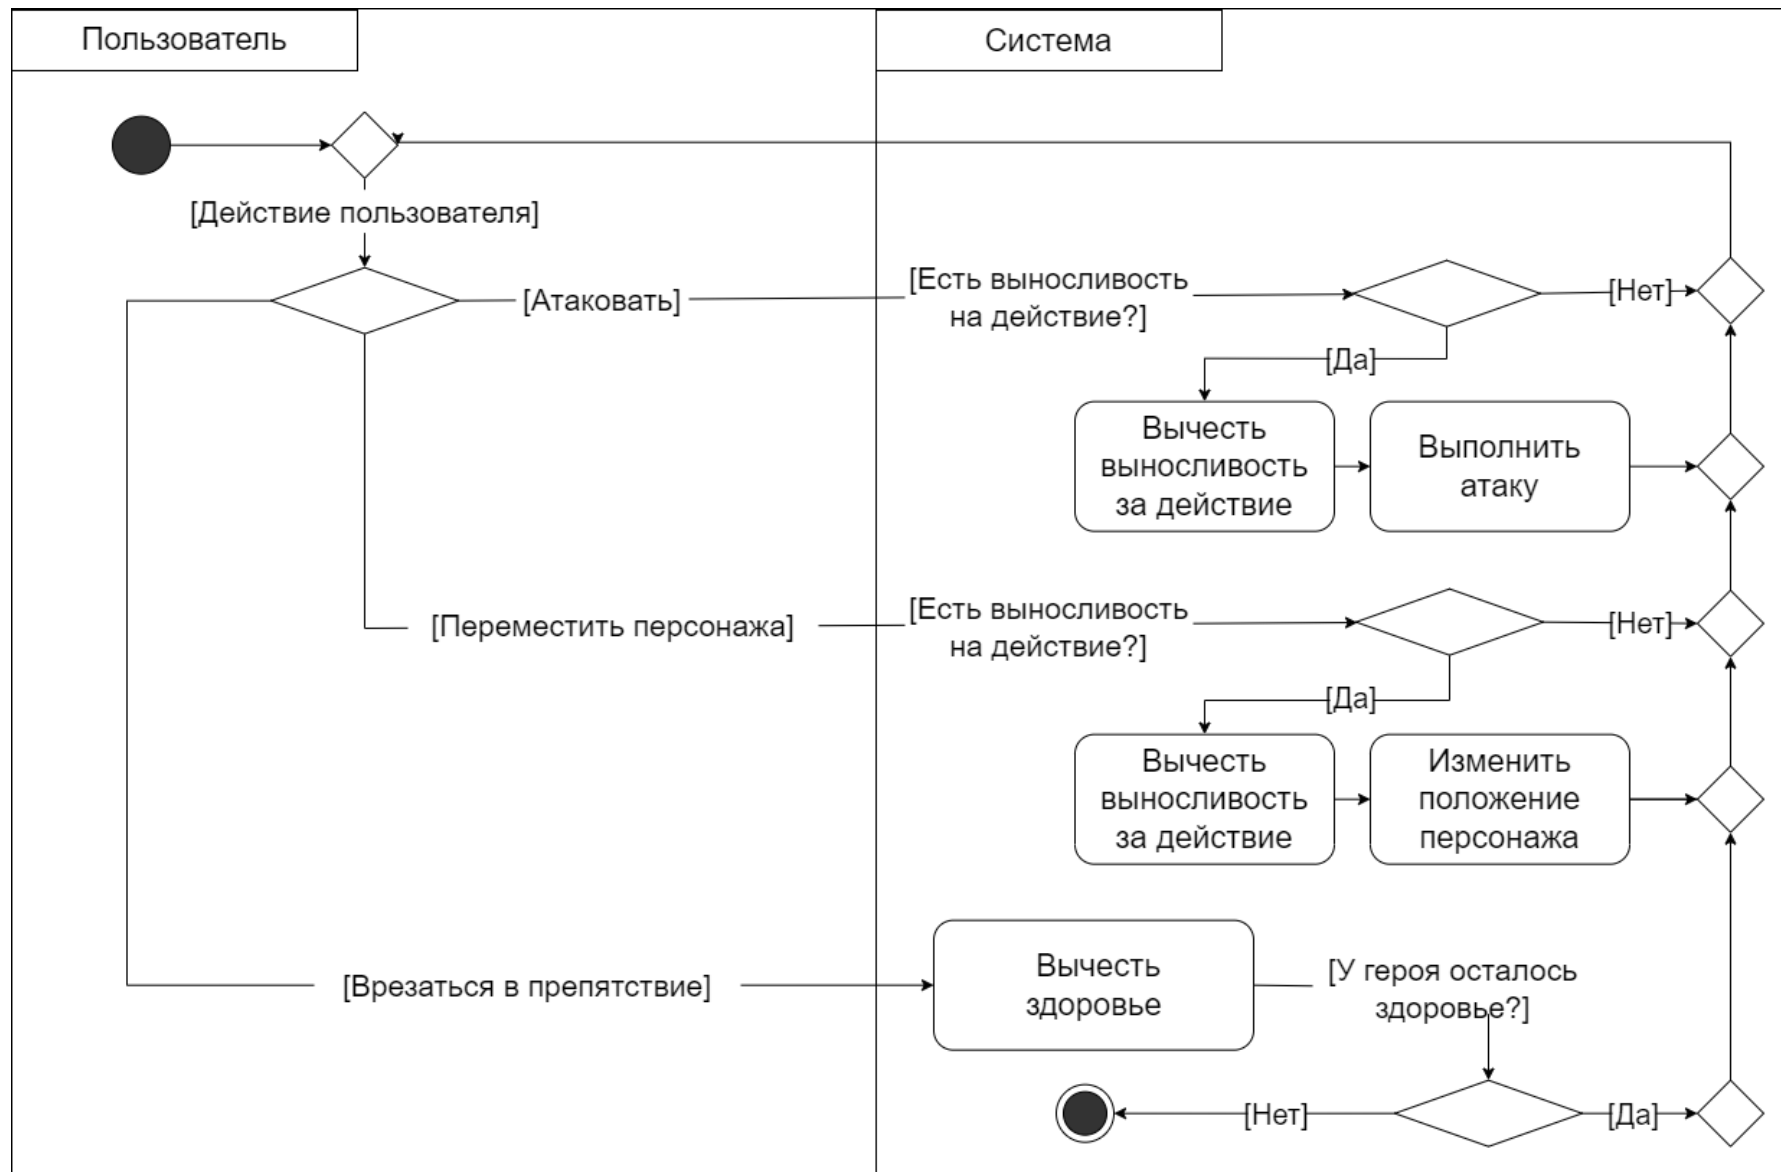 Пользователь
Система
[Действие пользователя]
[Атаковать]
[Есть выносливость
на действие?]
[Нет]
[Да]
Вычесть
выносливость
за действие
Выполнить
атаку
[Переместить персонажа]
[Есть выносливость
на действие?]
[Нет]
[Да]
Вычесть
выносливость
за действие
Изменить
положение
персонажа
[Врезаться в препятствие]
Вычесть
здоровье
[У героя осталось
здоровье?]
[Нет]
[Да]